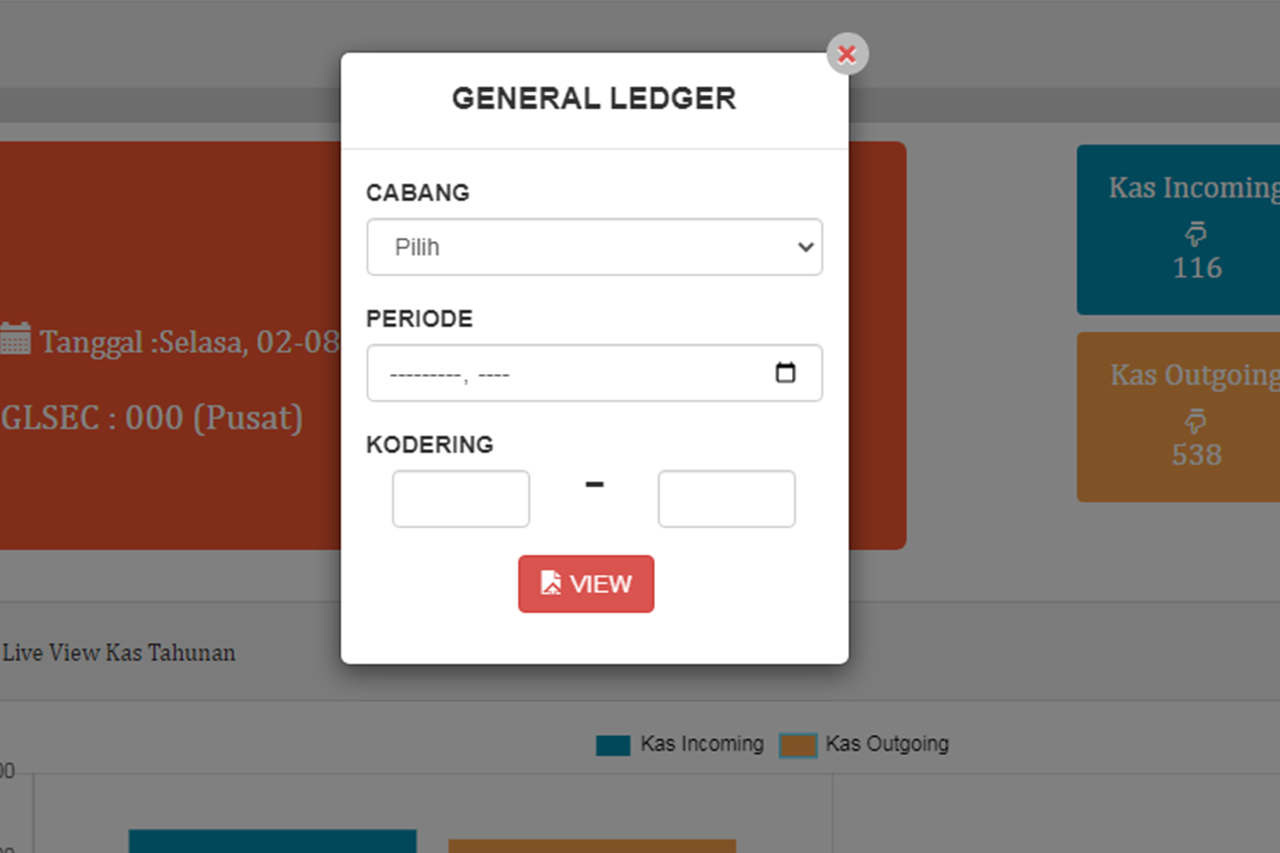 GENERAL LEDGER
CABANG
Pilih
PERIODE
---------, ----
KODERING
-
VIEW
Tanggal :Selasa, 02-08
GLSEC : 000 (Pusat)
Kas Incoming
116
Kas Outgoing
538
Live View Kas Tahunan
Kas Incoming Kas Outgoing
00
00